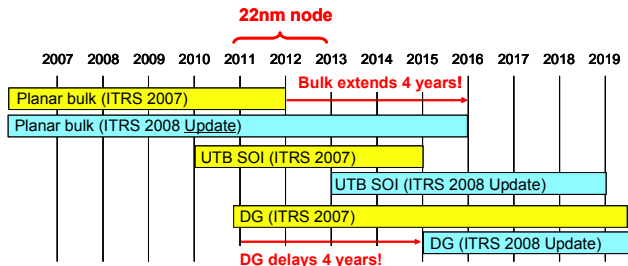 22nm node
2007 2008 2009 2010 2011 2012 2013 2014 2015 2016 2017 2018 2019
Bulk extends 4 years!
Planar bulk (ITRS 2007)
Planar bulk (ITRS 2008 Update)
UTB SOI (ITRS 2007)
UTB SOI (ITRS 2008 Update)
DG (ITRS 2007)
DG (ITRS 2008 Update)
DG delays 4 years!